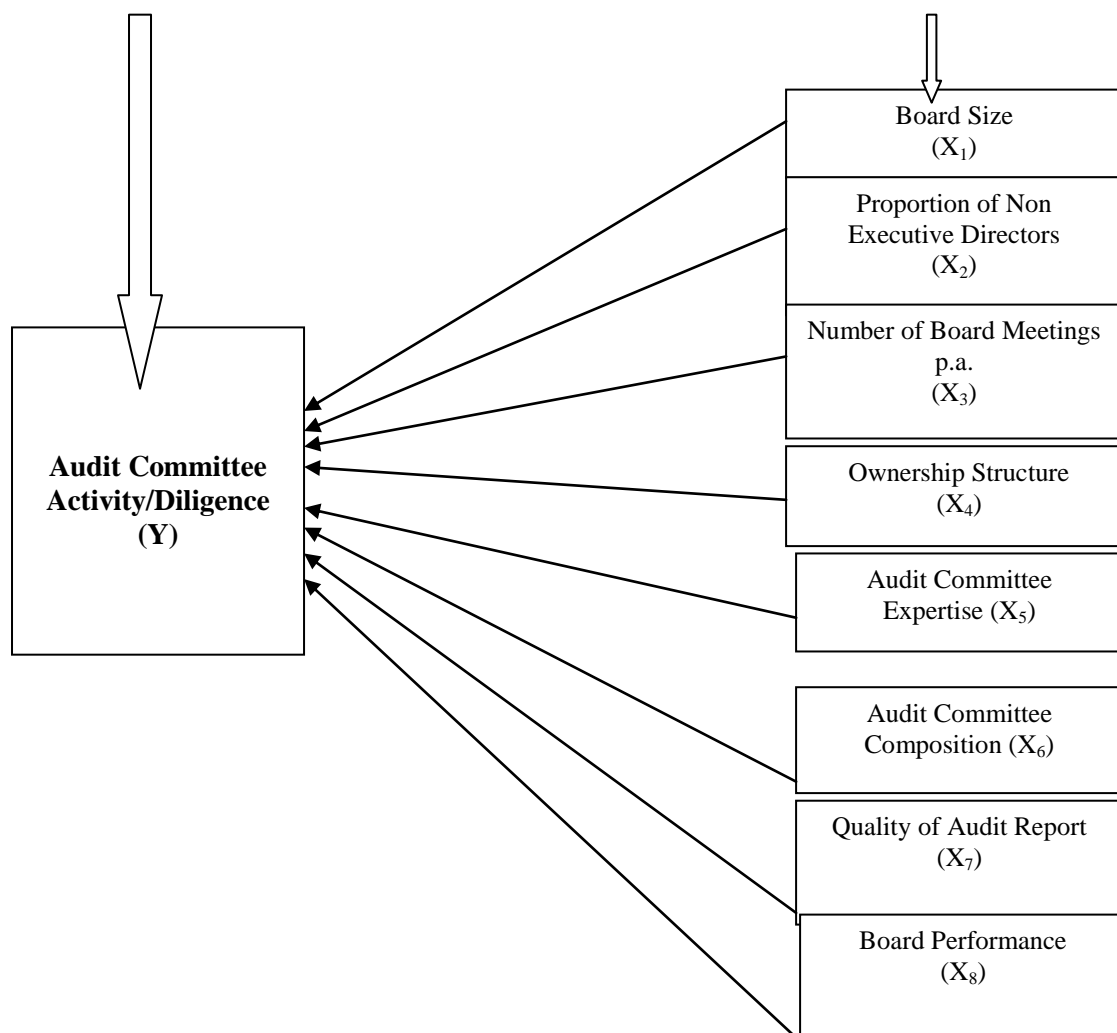 Board Size
(X₁)
Proportion of Non
Executive Directors
(X₂)
Number of Board Meetings
p.a.
(X₃)
Audit Committee
Activity/Diligence
(Y)
Ownership Structure
(X₄)
Audit Committee
Expertise (X₅)
Audit Committee
Composition (X₆)
Quality of Audit Report
(X₇)
Board Performance
(X₈)